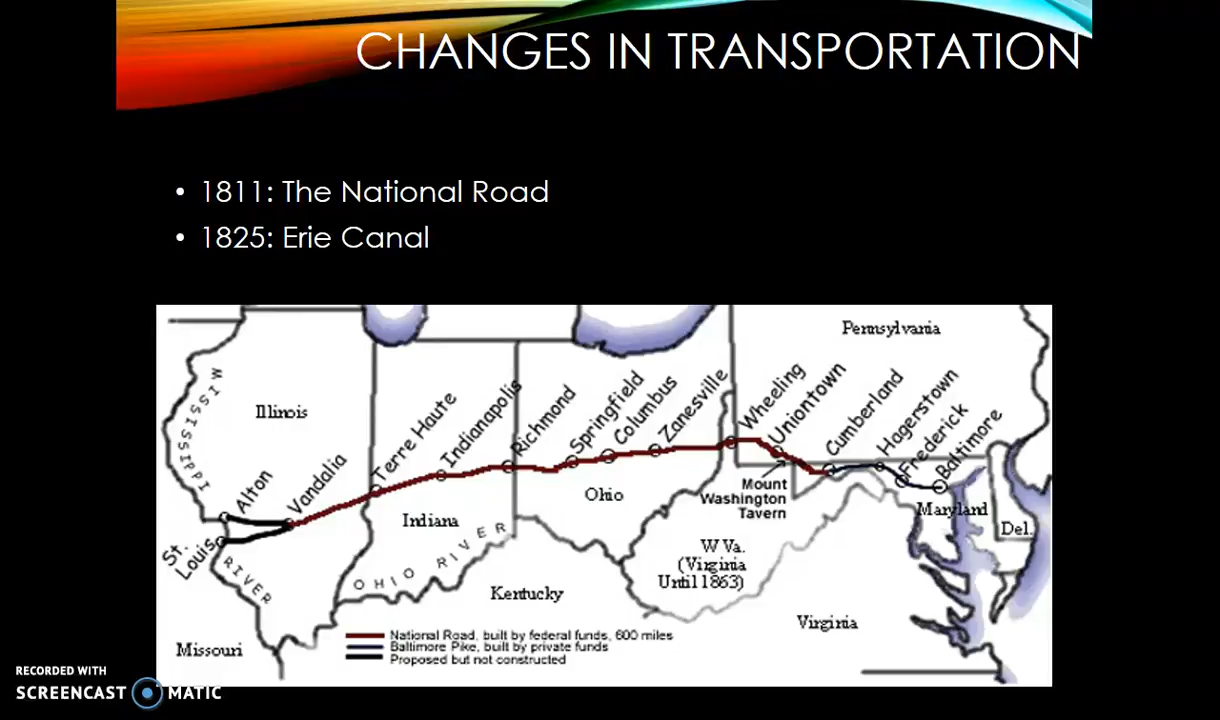 CHANGES IN TRANSPORTATION
• 1811: The National Road
• 1825: Erie Canal
Pennsylvania
Illinois
MISSISSIPPI
Alton
Vandalia
Terre Haute
Indianapolis
Richmond
Springfield
Columbus
Zanesville
Wheeling
Uniontown
Cumberland
Hagerstown
Frederick
Baltimore
Mount
Washington
Tavern
Ohio
Indiana
Maryland
Del.
St.
Louis
RIVER
OHIO RIVER
W Va.
(Virginia
Until 1863)
Kentucky
Virginia
Missouri
National Road, built by federal funds, 600 miles
Baltimore Pike, built by private funds
Proposed but not constructed
RECORDED WITH
SCREENCAST MATIC